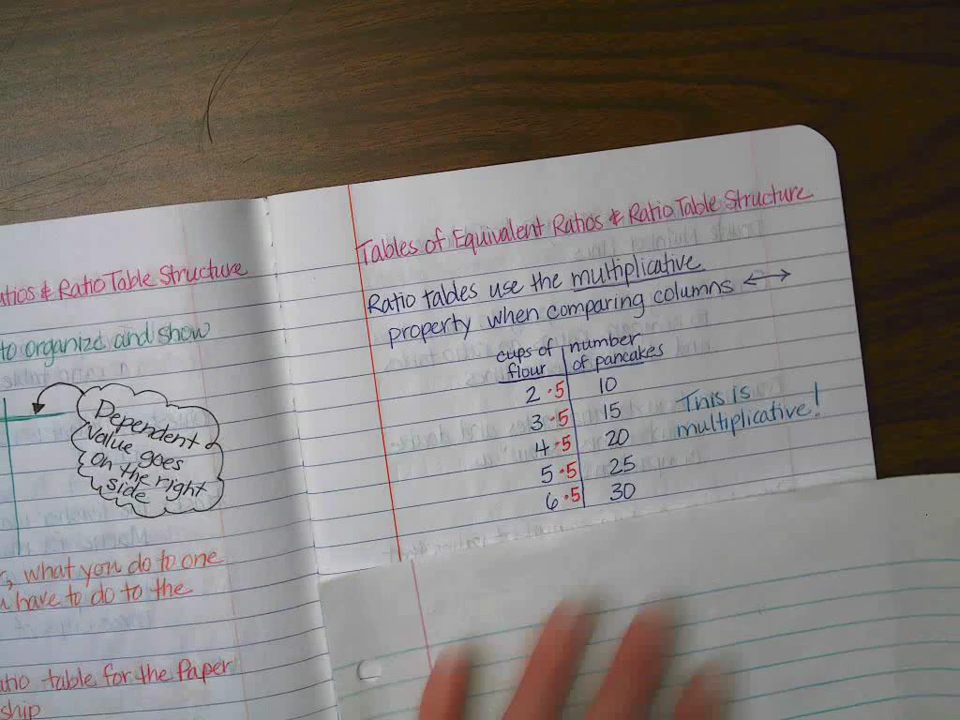 atios & Ratio Table Structure
to organize and show
Dependent
value goes
on the right
side
what you do to one
have to do to the
table for the Paper
ship
Tables of Equivalent Ratios & Ratio Table Structure
Ratio tables use the multiplicative
property when comparing columns ↔
cups of flour | number of pancakes
2 · 5 | 10
3 · 5 | 15
4 · 5 | 20
5 · 5 | 25
6 · 5 | 30
This is
multiplicative!